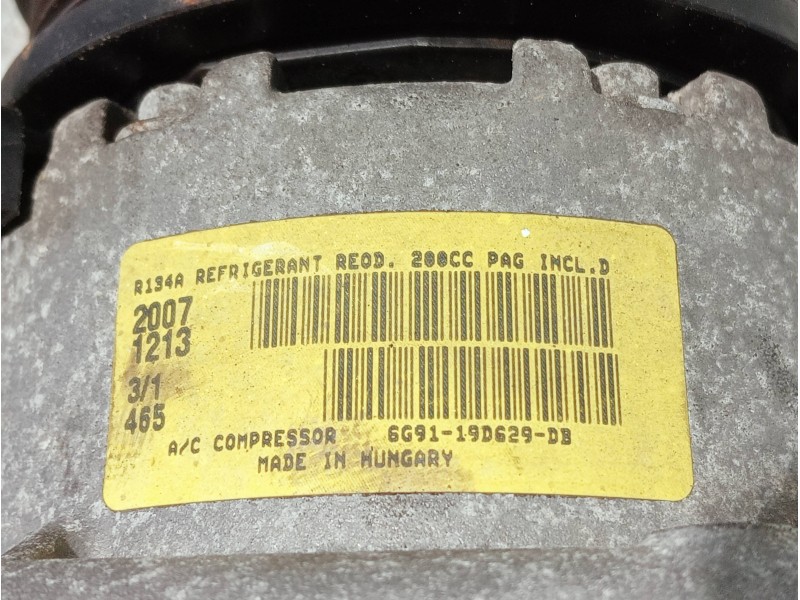 R134A REFRIGERANT REQD. 200CC PAG INCL.D
2007
1213
3/1
465
A/C COMPRESSOR 6G91-19D629-DB
MADE IN HUNGARY